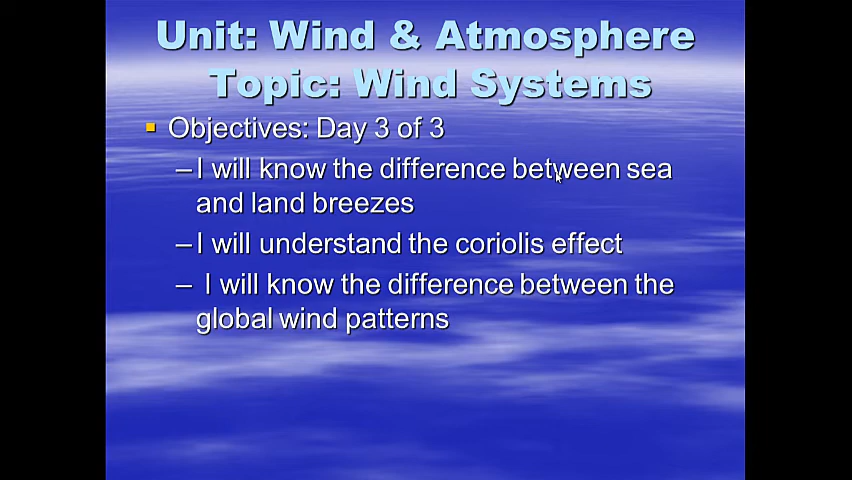 Unit: Wind & Atmosphere
Topic: Wind Systems
Objectives: Day 3 of 3
–I will know the difference between sea
and land breezes
–I will understand the coriolis effect
– I will know the difference between the
global wind patterns